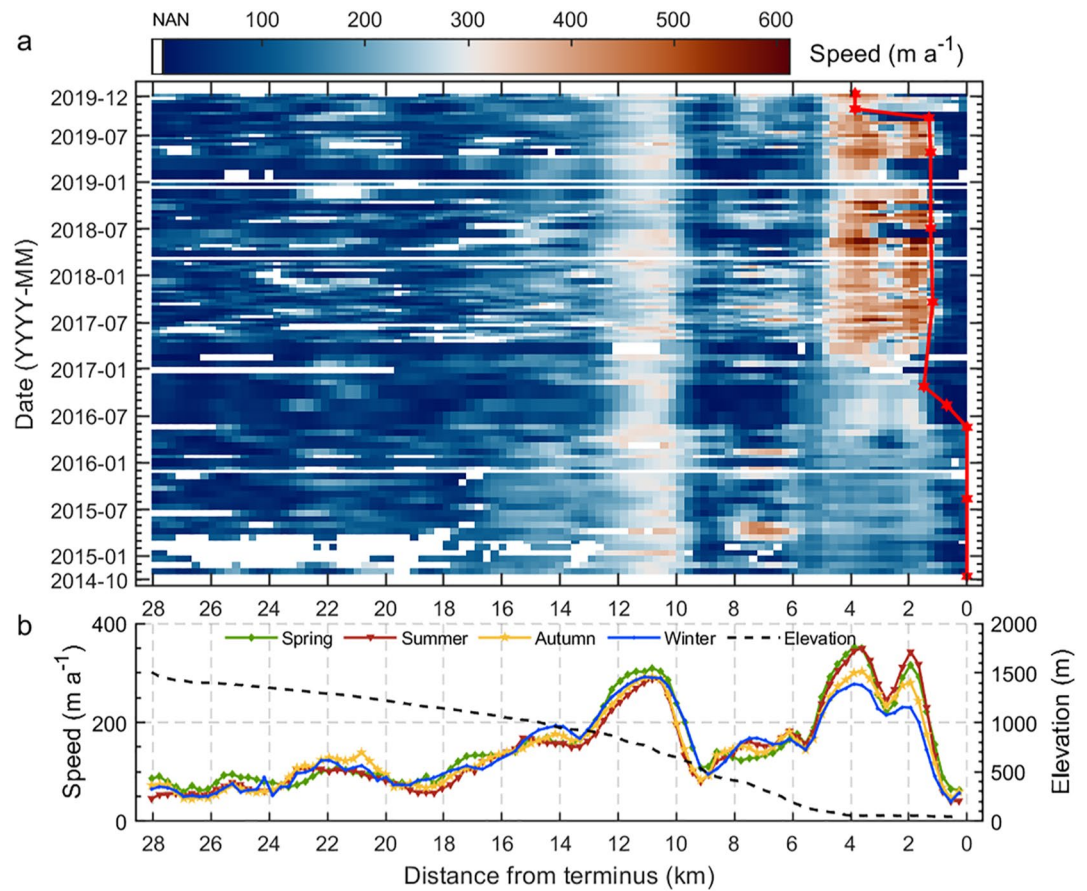 a
NAN 100 200 300 400 500 600
Speed (m a-1)
Date (YYYY-MM)
2019-12
2019-07
2019-01
2018-07
2018-01
2017-07
2017-01
2016-07
2016-01
2015-07
2015-01
2014-10
28 26 24 22 20 18 16 14 12 10 8 6 4 2 0
b
Spring Summer Autumn Winter Elevation
Speed (m a-1)
400
200
0
2000
1500
1000
500
0
Elevation (m)
28 26 24 22 20 18 16 14 12 10 8 6 4 2 0
Distance from terminus (km)